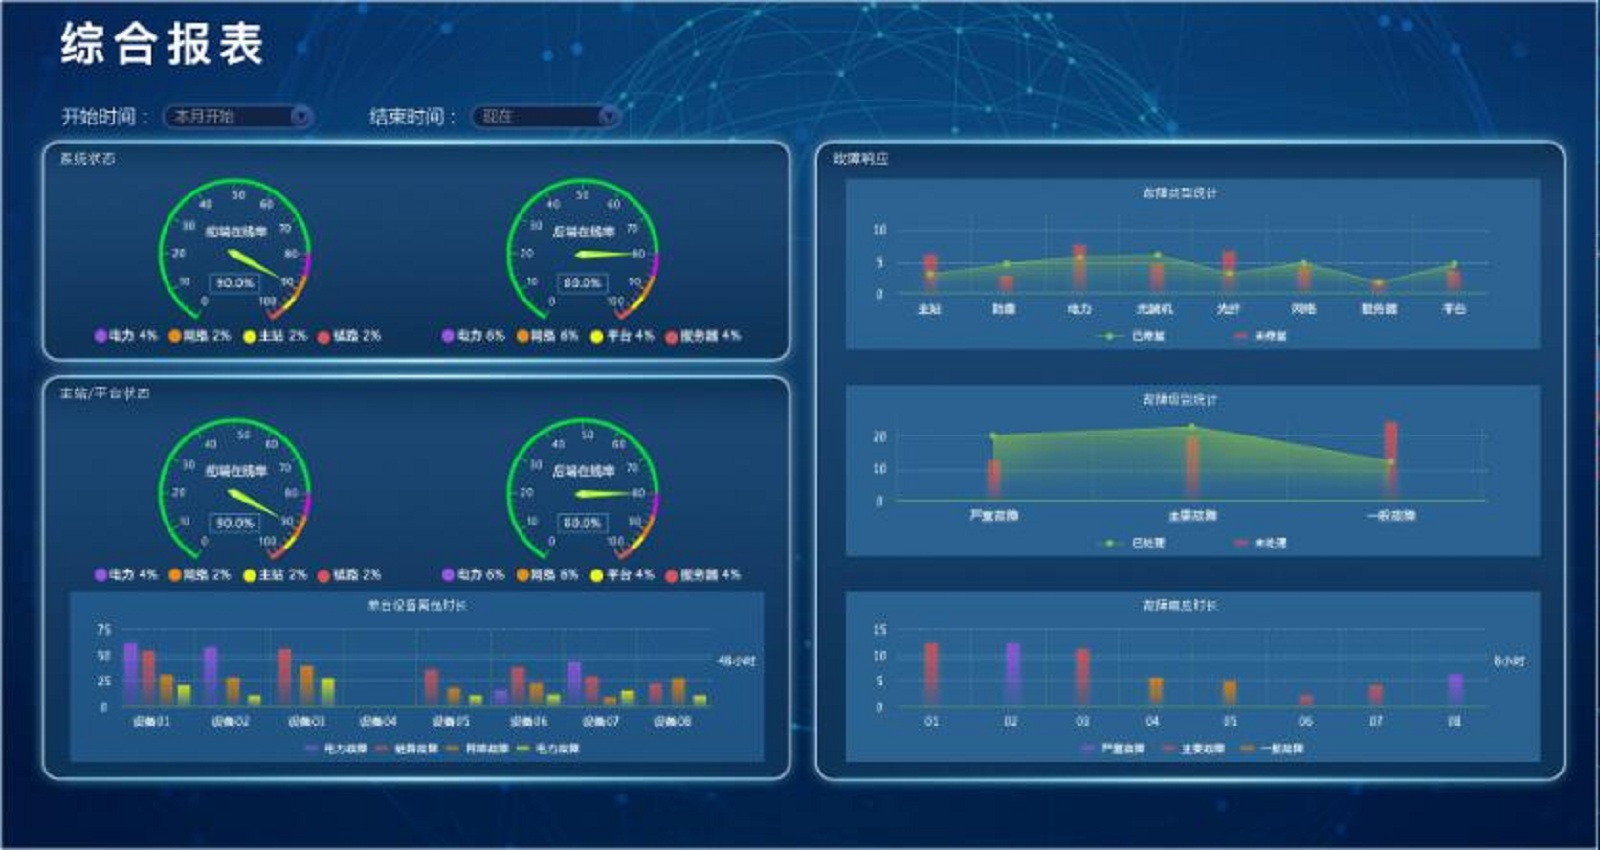 综合报表
开始时间： 本月开始 结束时间： 现在
系统状态
50
40 60
30 前端在线率 70
20 80
10 90.0% 90
0 100
电力 4% 网络 2% 主站 2% 链路 2%
50
40 60
30 后端在线率 70
20 80
10 80.0% 90
0 100
电力 6% 网络 6% 平台 4% 服务器 4%
主站/平台状态
50
40 60
30 前端在线率 70
20 80
10 90.0% 90
0 100
电力 4% 网络 2% 主站 2% 链路 2%
50
40 60
30 后端在线率 70
20 80
10 80.0% 90
0 100
电力 6% 网络 6% 平台 4% 服务器 4%
单台设备离线时长
75
50
25
0
48小时
设备01 设备02 设备03 设备04 设备05 设备06 设备07 设备08
电力故障 链路故障 网络故障 电力故障
故障响应
故障类型统计
10
5
0
主站 电力 光端机 光纤 网络 服务器 平台
已修复 未修复
故障级别统计
20
10
0
严重故障 主要故障 一般故障
已处理 未处理
故障响应时长
15
10
5
0
8小时
01 02 03 04 05 06 07 08
严重故障 主要故障 一般故障